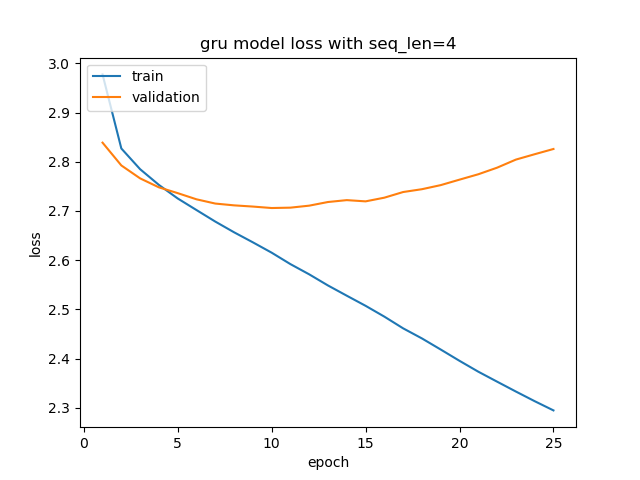 gru model loss with seq_len=4
train
validation
3.0
2.9
2.8
2.7
2.6
2.5
2.4
2.3
loss
0 5 10 15 20 25
epoch